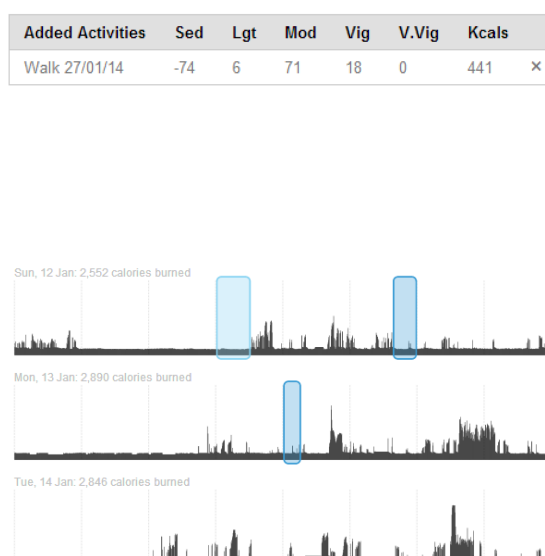 Added Activities Sed Lgt Mod Vig V.Vig Kcals
Walk 27/01/14 -74 6 71 18 0 441 ×
Sun, 12 Jan: 2,552 calories burned
Mon, 13 Jan: 2,890 calories burned
Tue, 14 Jan: 2,846 calories burned